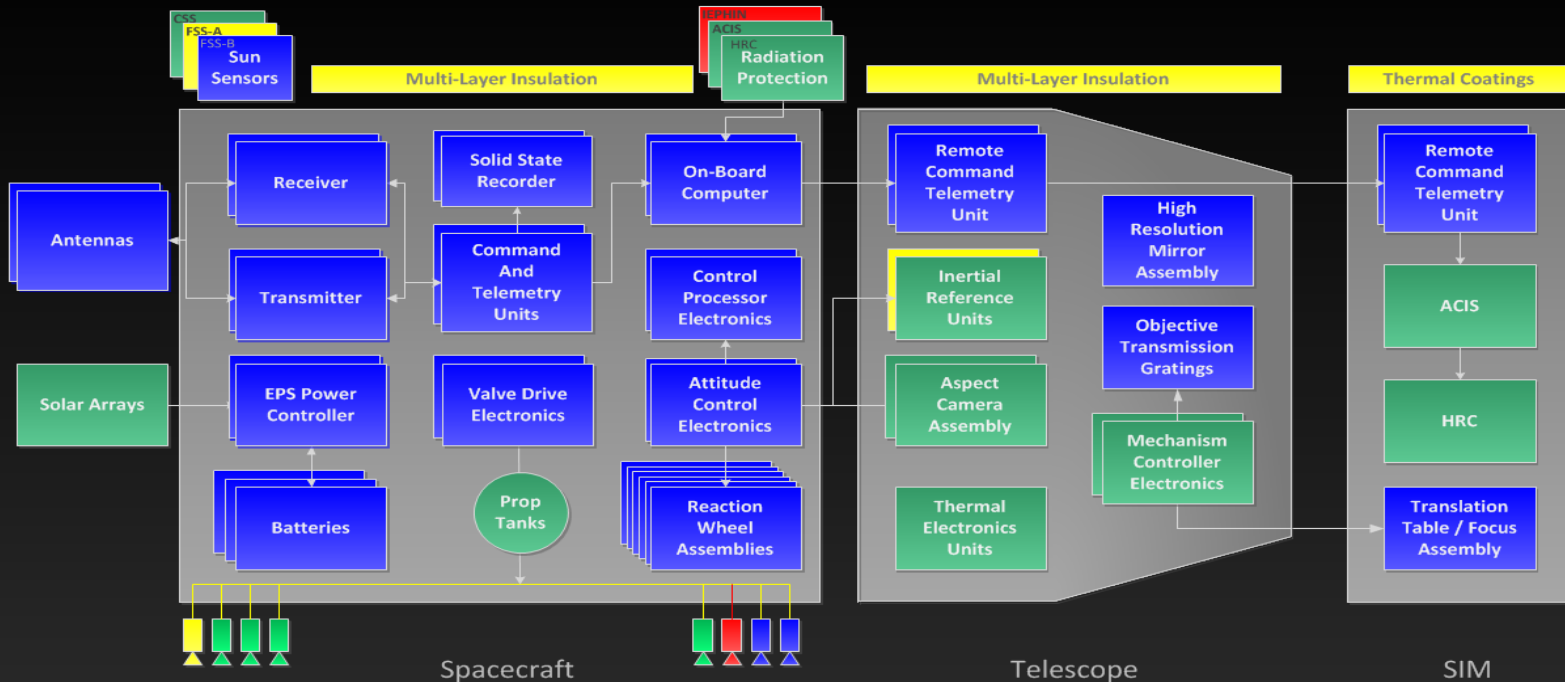 CSS
FSS-A
FSS-B
Sun
Sensors
Multi-Layer Insulation
IEPHIN
ACIS
HRC
Radiation
Protection
Multi-Layer Insulation
Thermal Coatings
Antennas
Solar Arrays
Receiver
Transmitter
EPS Power
Controller
Batteries
Solid State
Recorder
Command
And
Telemetry
Units
Valve Drive
Electronics
Prop
Tanks
On-Board
Computer
Control
Processor
Electronics
Attitude
Control
Electronics
Reaction
Wheel
Assemblies
Spacecraft
Remote
Command
Telemetry
Unit
Inertial
Reference
Units
Aspect
Camera
Assembly
Thermal
Electronics
Units
High
Resolution
Mirror
Assembly
Objective
Transmission
Gratings
Mechanism
Controller
Electronics
Telescope
Remote
Command
Telemetry
Unit
ACIS
HRC
Translation
Table / Focus
Assembly
SIM